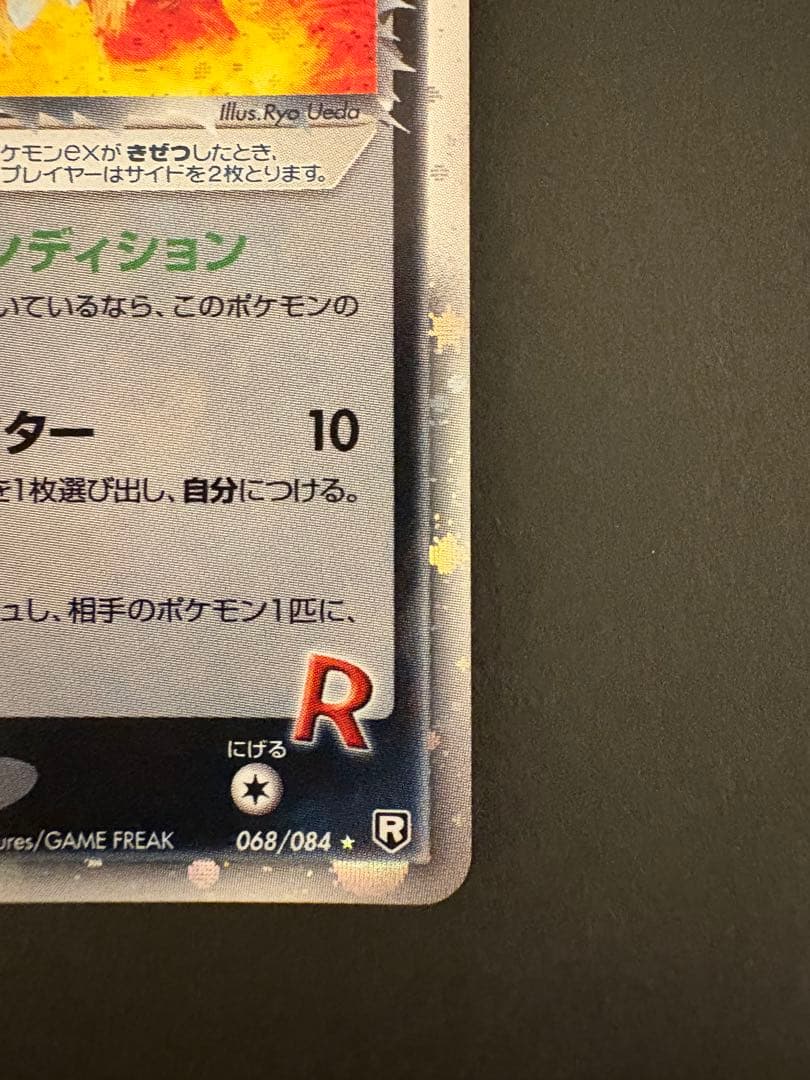 Illus.Ryo Ueda
ケモンexが きぜつしたとき、
プレイヤーはサイドを2枚とります。
ンディション
いているなら、このポケモンの
ター 10
を1枚選び出し、自分につける。
ュし、相手のポケモン1匹に、
R
にげる
ures/GAME FREAK 068/084 ★ R